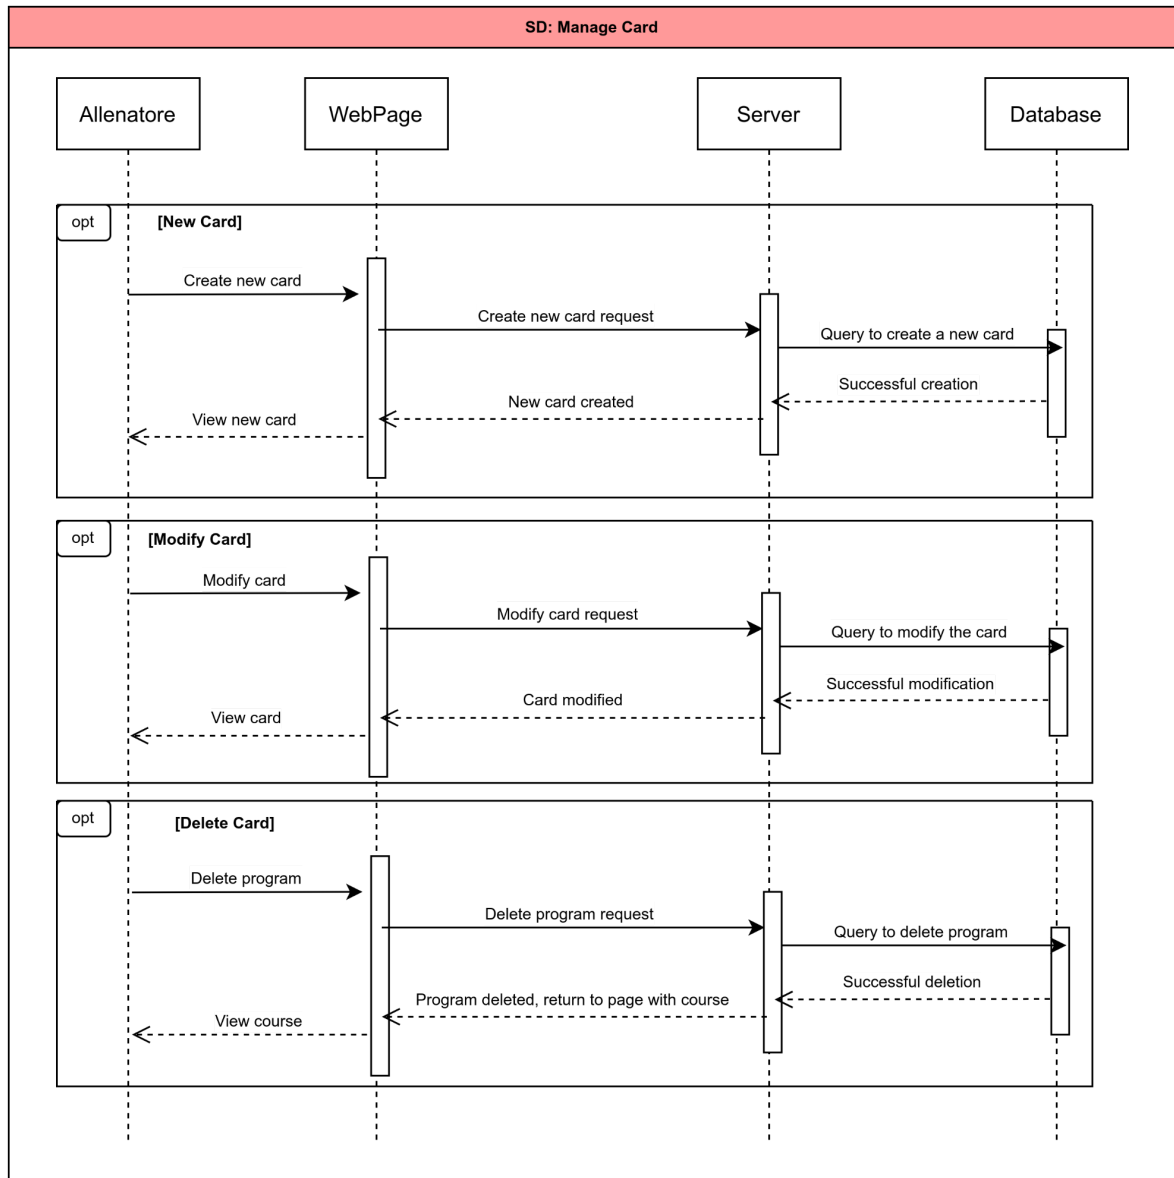 SD: Manage Card
Allenatore
WebPage
Server
Database
opt
[New Card]
Create new card
Create new card request
Query to create a new card
Successful creation
New card created
View new card
opt
[Modify Card]
Modify card
Modify card request
Query to modify the card
Successful modification
Card modified
View card
opt
[Delete Card]
Delete program
Delete program request
Query to delete program
Successful deletion
Program deleted, return to page with course
View course